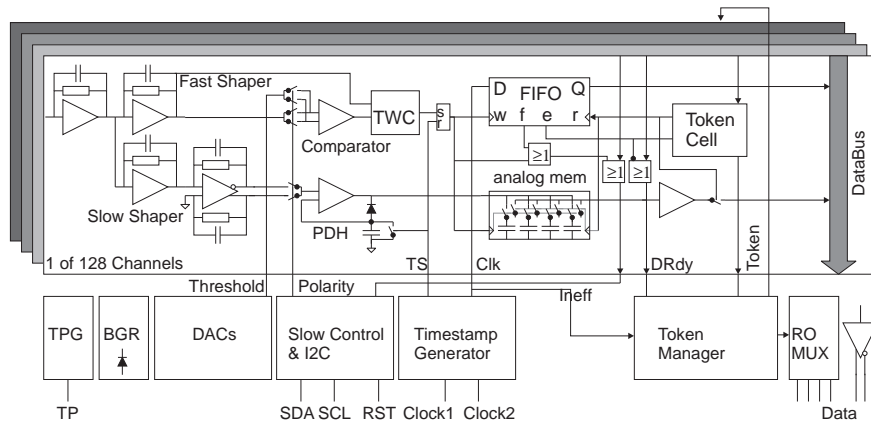 Fast Shaper
D Q
FIFO
w f e r
s
r
TWC
Token
Cell
Comparator
≥1
≥1
≥1
analog mem
DataBus
Slow Shaper
PDH
1 of 128 Channels
TS
Clk
DRdy
Token
Threshold
Polarity
Ineff
TPG
BGR
DACs
Slow Control
& I2C
Timestamp
Generator
Token
Manager
RO
MUX
TP
SDA SCL RST Clock1 Clock2
Data